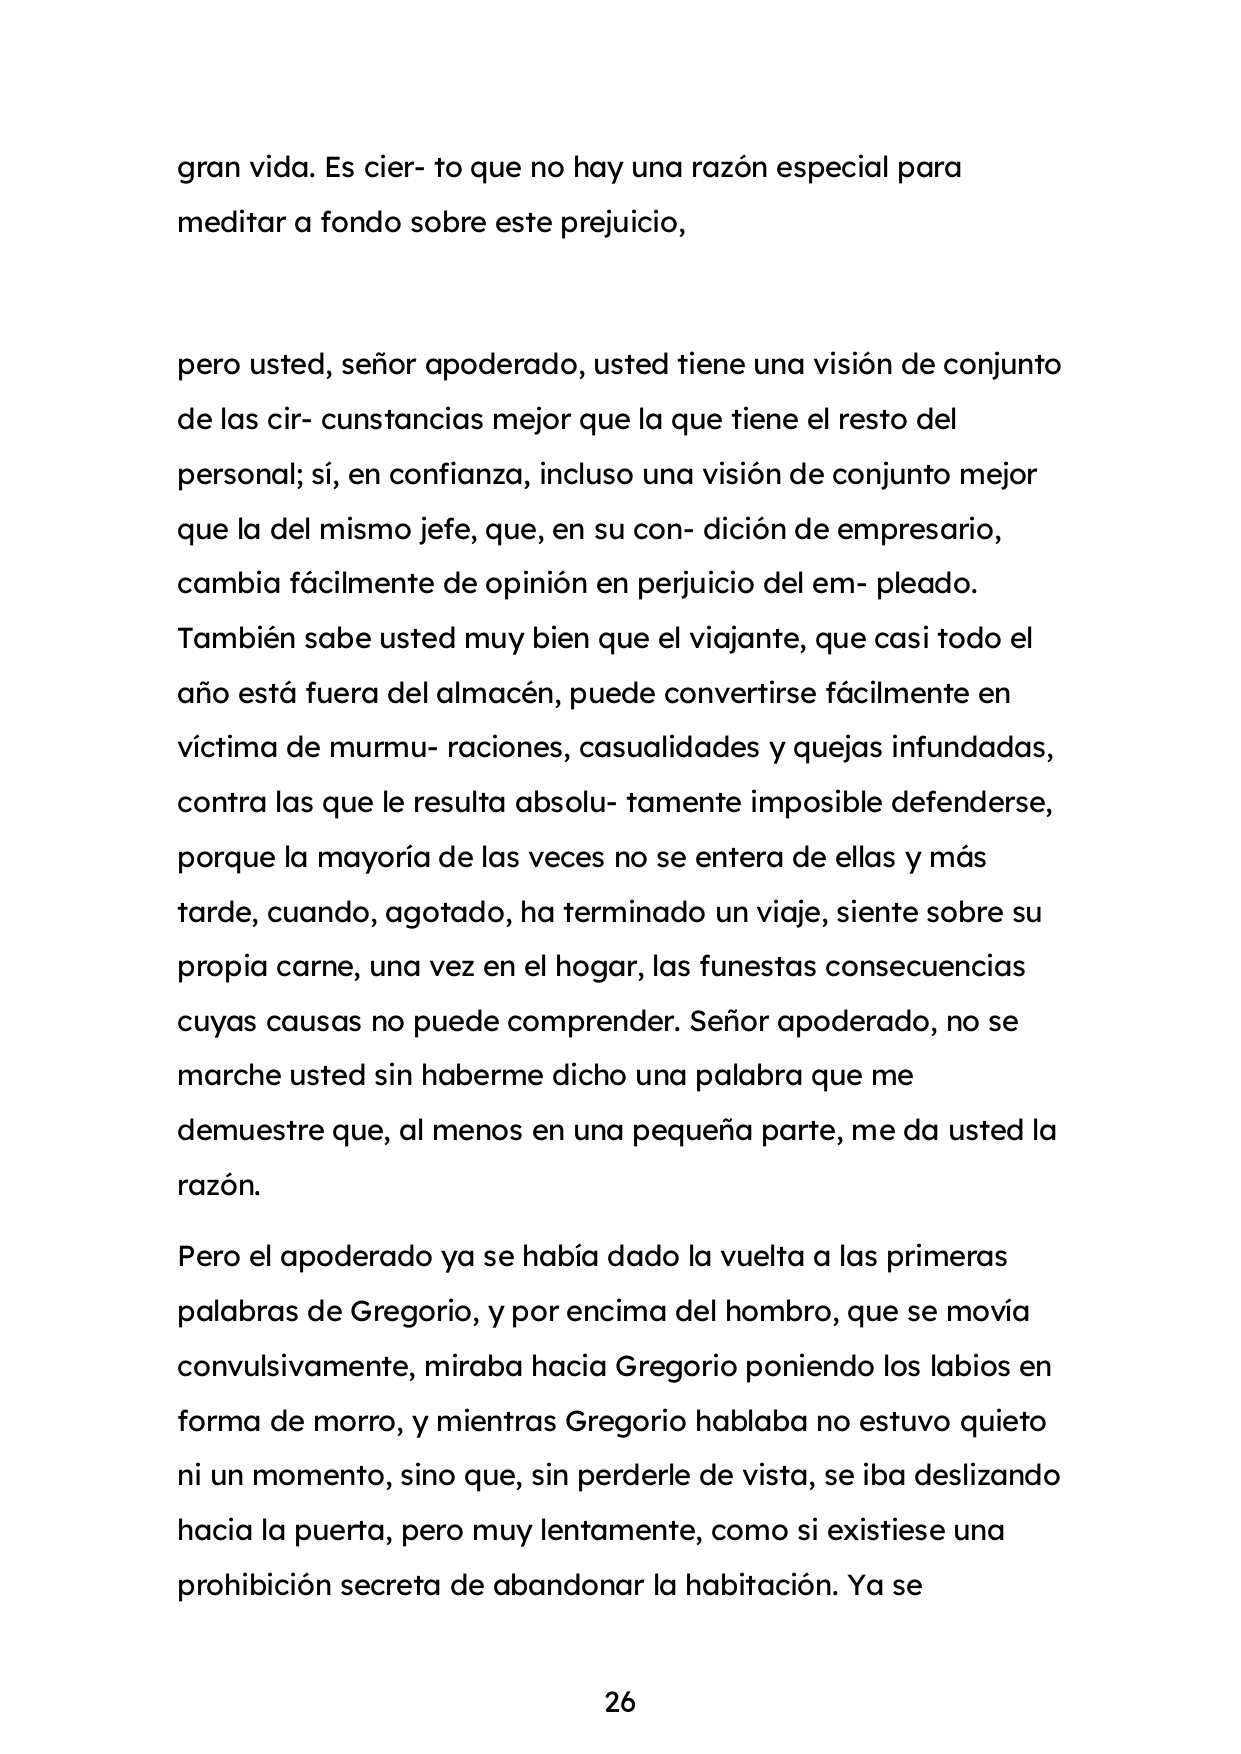 gran vida. Es cier- to que no hay una razón especial para
meditar a fondo sobre este prejuicio,
pero usted, señor apoderado, usted tiene una visión de conjunto
de las cir- cunstancias mejor que la que tiene el resto del
personal; sí, en confianza, incluso una visión de conjunto mejor
que la del mismo jefe, que, en su con- dición de empresario,
cambia fácilmente de opinión en perjuicio del em- pleado.
También sabe usted muy bien que el viajante, que casi todo el
año está fuera del almacén, puede convertirse fácilmente en
víctima de murmu- raciones, casualidades y quejas infundadas,
contra las que le resulta absolu- tamente imposible defenderse,
porque la mayoría de las veces no se entera de ellas y más
tarde, cuando, agotado, ha terminado un viaje, siente sobre su
propia carne, una vez en el hogar, las funestas consecuencias
cuyas causas no puede comprender. Señor apoderado, no se
marche usted sin haberme dicho una palabra que me
demuestre que, al menos en una pequeña parte, me da usted la
razón.
Pero el apoderado ya se había dado la vuelta a las primeras
palabras de Gregorio, y por encima del hombro, que se movía
convulsivamente, miraba hacia Gregorio poniendo los labios en
forma de morro, y mientras Gregorio hablaba no estuvo quieto
ni un momento, sino que, sin perderle de vista, se iba deslizando
hacia la puerta, pero muy lentamente, como si existiese una
prohibición secreta de abandonar la habitación. Ya se
26